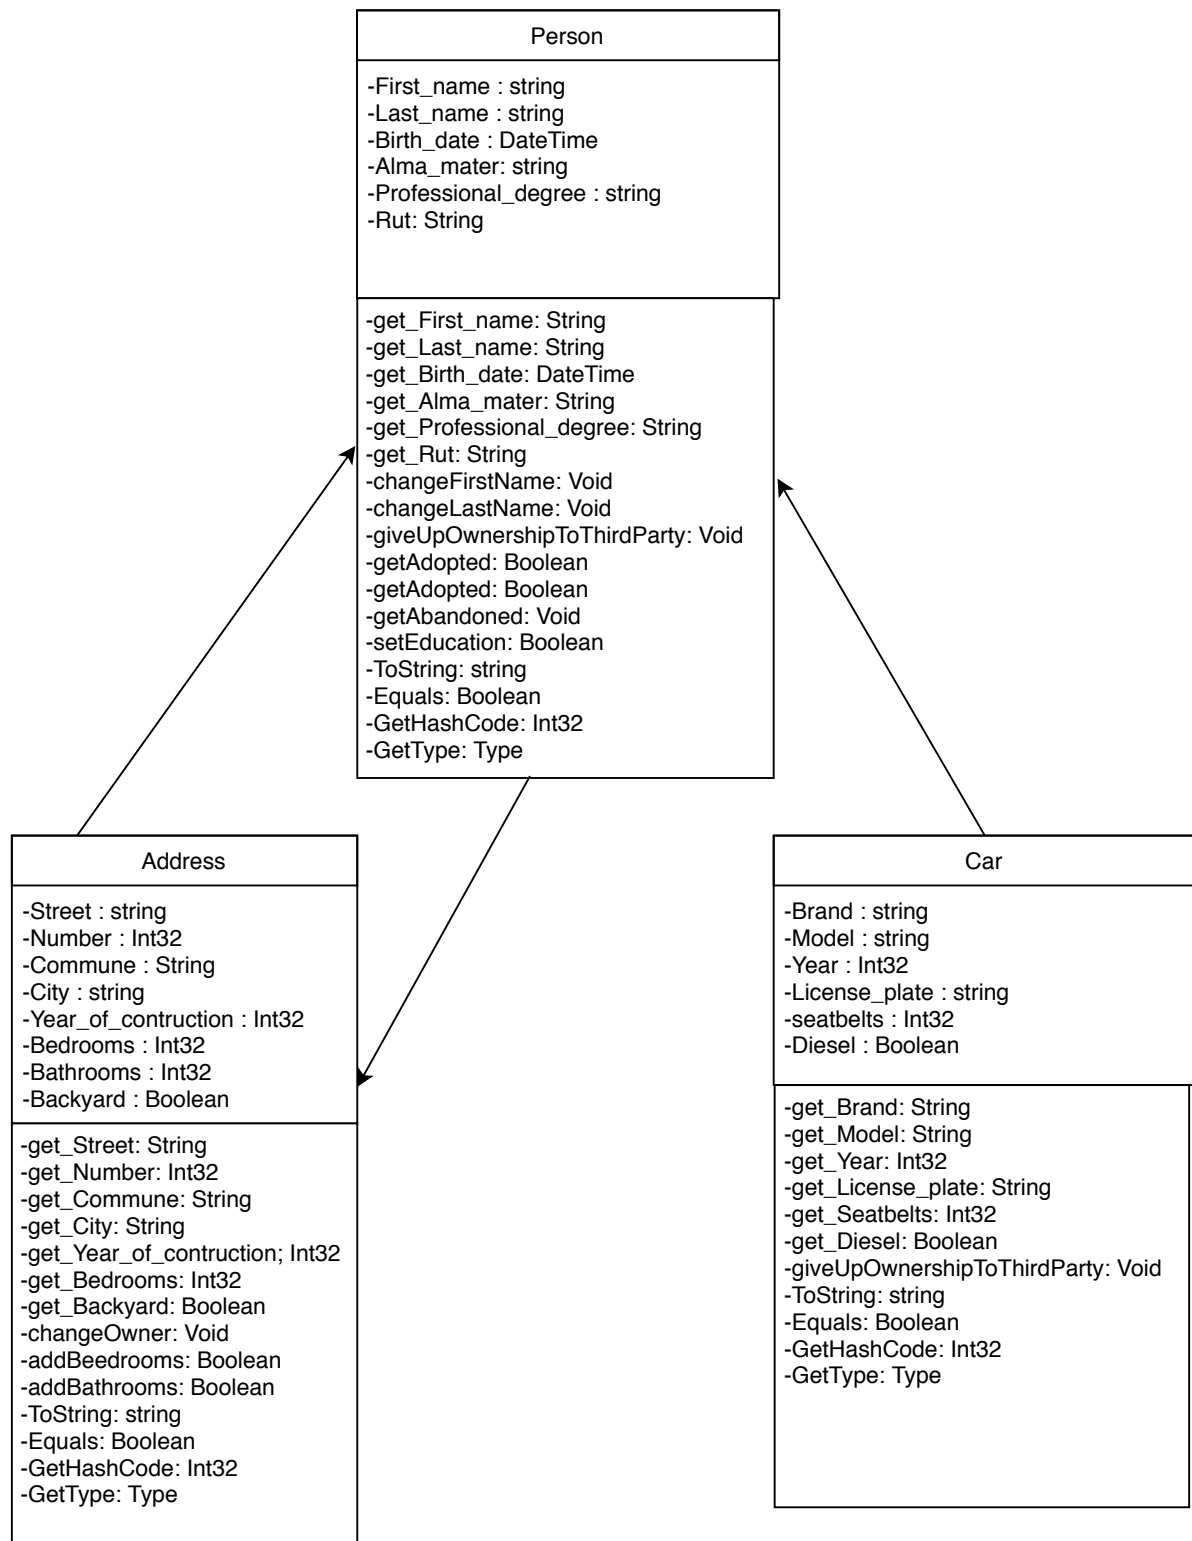 Person
-First_name : string
-Last_name : string
-Birth_date : DateTime
-Alma_mater: string
-Professional_degree : string
-Rut: String
-get_First_name: String
-get_Last_name: String
-get_Birth_date: DateTime
-get_Alma_mater: String
-get_Professional_degree: String
-get_Rut: String
-changeFirstName: Void
-changeLastName: Void
-giveUpOwnershipToThirdParty: Void
-getAdopted: Boolean
-getAdopted: Boolean
-getAbandoned: Void
-setEducation: Boolean
-ToString: string
-Equals: Boolean
-GetHashCode: Int32
-GetType: Type
Address
-Street : string
-Number : Int32
-Commune : String
-City : string
-Year_of_contruction : Int32
-Bedrooms : Int32
-Bathrooms : Int32
-Backyard : Boolean
-get_Street: String
-get_Number: Int32
-get_Commune: String
-get_City: String
-get_Year_of_contruction; Int32
-get_Bedrooms: Int32
-get_Backyard: Boolean
-changeOwner: Void
-addBeedrooms: Boolean
-addBathrooms: Boolean
-ToString: string
-Equals: Boolean
-GetHashCode: Int32
-GetType: Type
Car
-Brand : string
-Model : string
-Year : Int32
-License_plate : string
-seatbelts : Int32
-Diesel : Boolean
-get_Brand: String
-get_Model: String
-get_Year: Int32
-get_License_plate: String
-get_Seatbelts: Int32
-get_Diesel: Boolean
-giveUpOwnershipToThirdParty: Void
-ToString: string
-Equals: Boolean
-GetHashCode: Int32
-GetType: Type